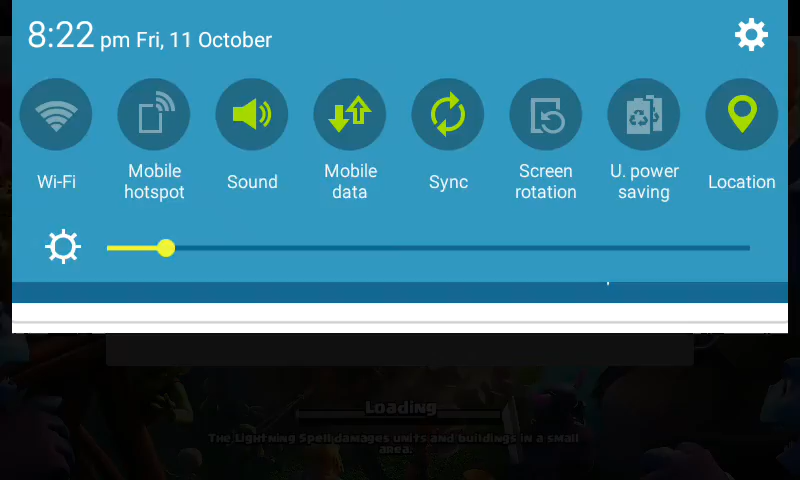 8:22 pm Fri, 11 October
Wi-Fi
Mobile
hotspot
Sound
Mobile
data
Sync
Screen
rotation
U. power
saving
Location
Loading
The Lightning Spell damages units and buildings in a small
area.